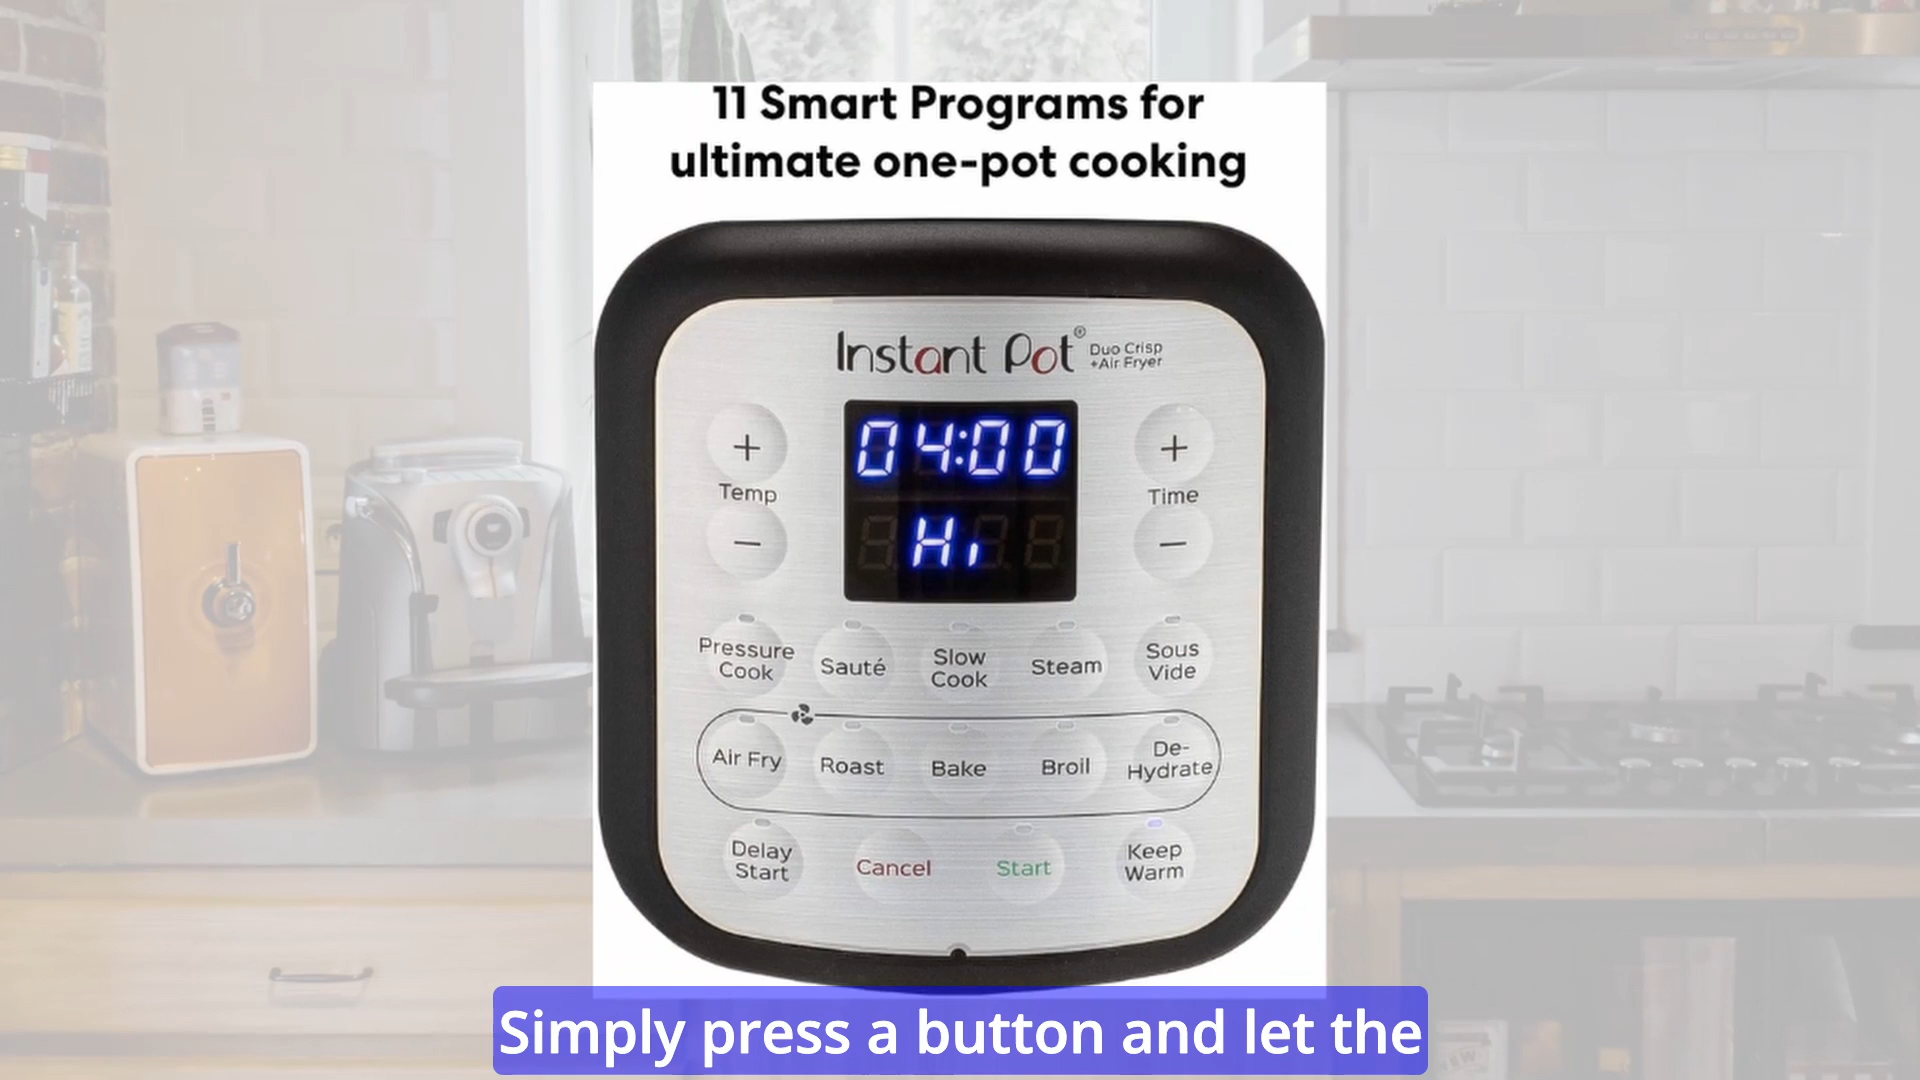 11 Smart Programs for
ultimate one-pot cooking
Instant Pot®
Duo Crisp
+Air Fryer
04:00
Hi
+
+
Temp
Time
−
−
Pressure
Cook
Sauté
Slow
Cook
Steam
Sous
Vide
Air Fry
Roast
Bake
Broil
De-
Hydrate
Delay
Start
Cancel
Start
Keep
Warm
Simply press a button and let the